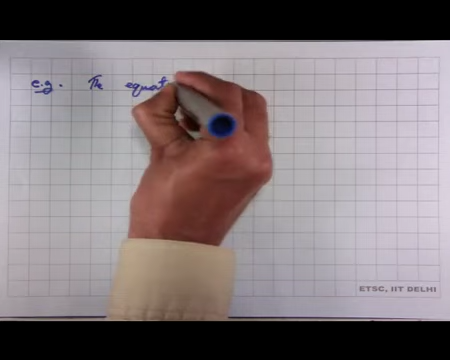 e.g. The equat
ETSC, IIT DELHI